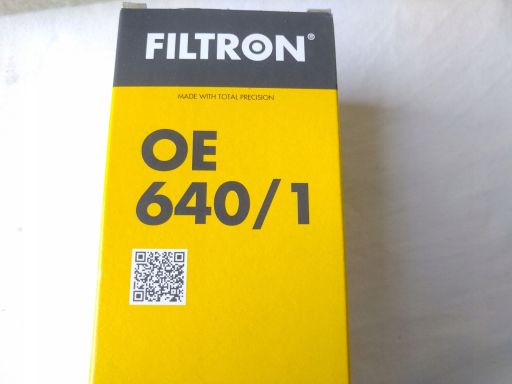 FILTRON®
MADE WITH TOTAL PRECISION
OE
640/1